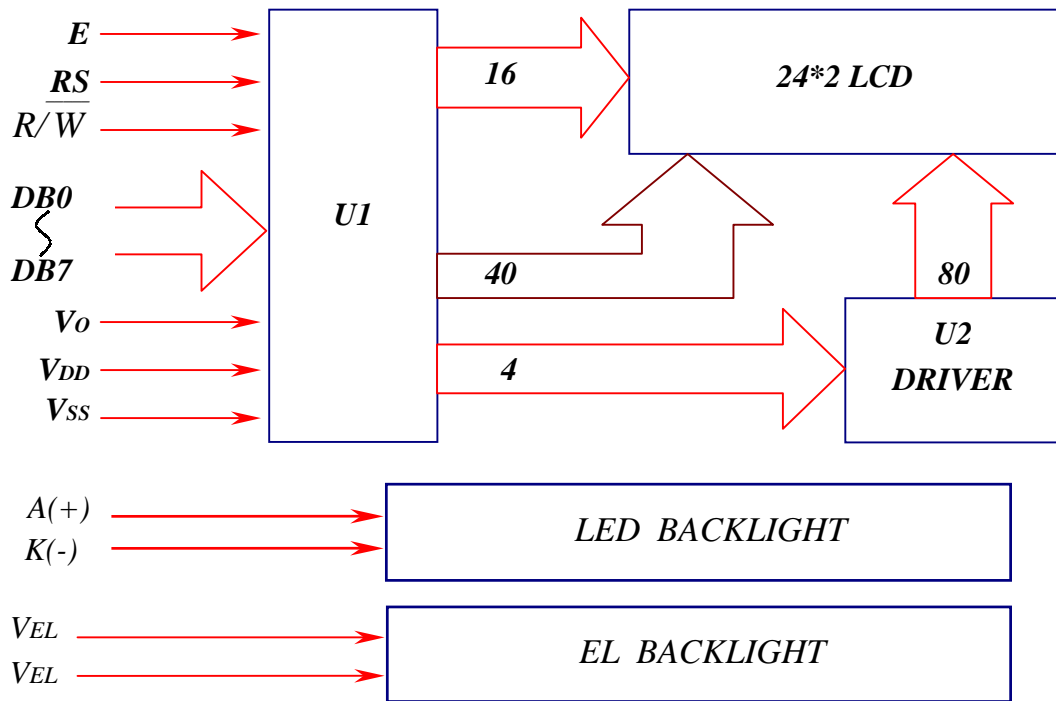 E
RS
R/W̅
DB0
DB7
VO
VDD
VSS
U1
16
40
4
24*2 LCD
80
U2
DRIVER
A(+)
K(-)
LED BACKLIGHT
VEL
VEL
EL BACKLIGHT